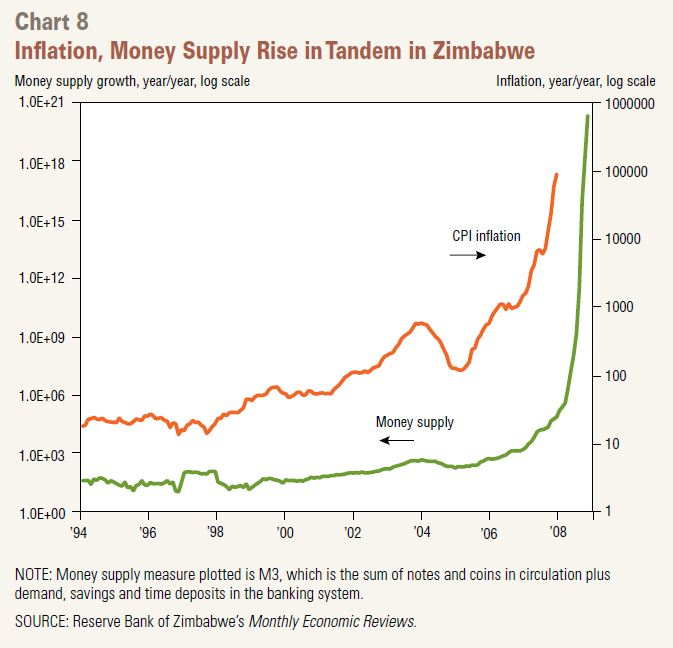 Chart 8
Inflation, Money Supply Rise in Tandem in Zimbabwe
Money supply growth, year/year, log scale
Inflation, year/year, log scale
1.0E+21
1.0E+18
1.0E+15
1.0E+12
1.0E+09
1.0E+06
1.0E+03
1.0E+00
1000000
100000
10000
1000
100
10
1
CPI inflation
Money supply
'94 '96 '98 '00 '02 '04 '06 '08
NOTE: Money supply measure plotted is M3, which is the sum of notes and coins in circulation plus
demand, savings and time deposits in the banking system.
SOURCE: Reserve Bank of Zimbabwe's Monthly Economic Reviews.